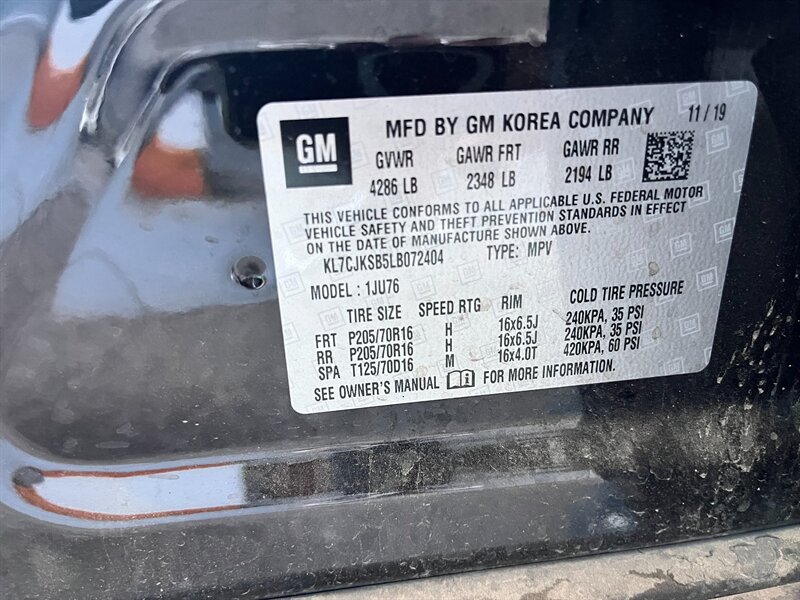 GM
MFD BY GM KOREA COMPANY 11 / 19
GVWR GAWR FRT GAWR RR
4286 LB 2348 LB 2194 LB
THIS VEHICLE CONFORMS TO ALL APPLICABLE U.S. FEDERAL MOTOR
VEHICLE SAFETY AND THEFT PREVENTION STANDARDS IN EFFECT
ON THE DATE OF MANUFACTURE SHOWN ABOVE.
KL7CJKSB5LB072404 TYPE: MPV
MODEL : 1JU76
TIRE SIZE SPEED RTG RIM COLD TIRE PRESSURE
FRT P205/70R16 H 16x6.5J 240KPA, 35 PSI
RR P205/70R16 H 16x6.5J 240KPA, 35 PSI
SPA T125/70D16 M 16x4.0T 420KPA, 60 PSI
SEE OWNER'S MANUAL FOR MORE INFORMATION.